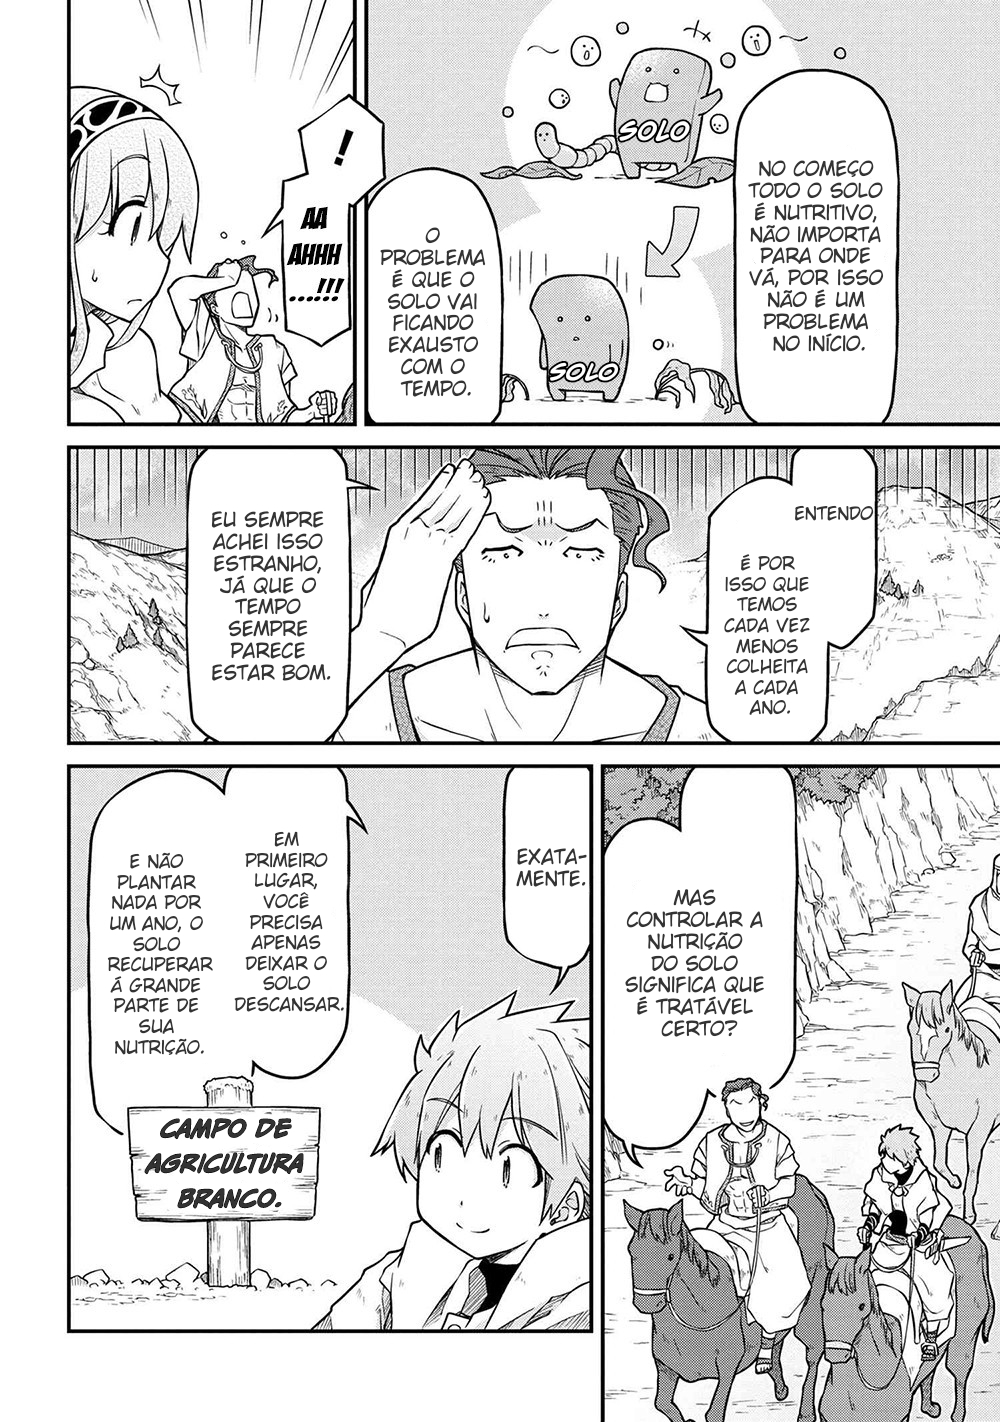 SOLO
NO COMEÇO
TODO O SOLO
É NUTRITIVO,
NÃO IMPORTA
PARA ONDE
VÁ, POR ISSO
NÃO É UM
PROBLEMA
NO INÍCIO.
SOLO
O
PROBLEMA
É QUE O
SOLO VAI
FICANDO
EXAUSTO
COM O
TEMPO.
!
AA
AHHH
...!!!
ENTENDO
É POR
ISSO QUE
TEMOS
CADA VEZ
MENOS
COLHEITA
A CADA
ANO.
EU SEMPRE
ACHEI ISSO
ESTRANHO,
JÁ QUE O
TEMPO
SEMPRE
PARECE
ESTAR BOM.
MAS
CONTROLAR A
NUTRIÇÃO
DO SOLO
SIGNIFICA QUE
É TRATÁVEL
CERTO?
EXATA-
MENTE.
EM
PRIMEIRO
LUGAR,
VOCÊ
PRECISA
APENAS
DEIXAR O
SOLO
DESCANSAR.
E NÃO
PLANTAR
NADA POR
UM ANO, O
SOLO
RECUPERAR
Á GRANDE
PARTE DE
SUA
NUTRIÇÃO.
CAMPO DE
AGRICULTURA
BRANCO.